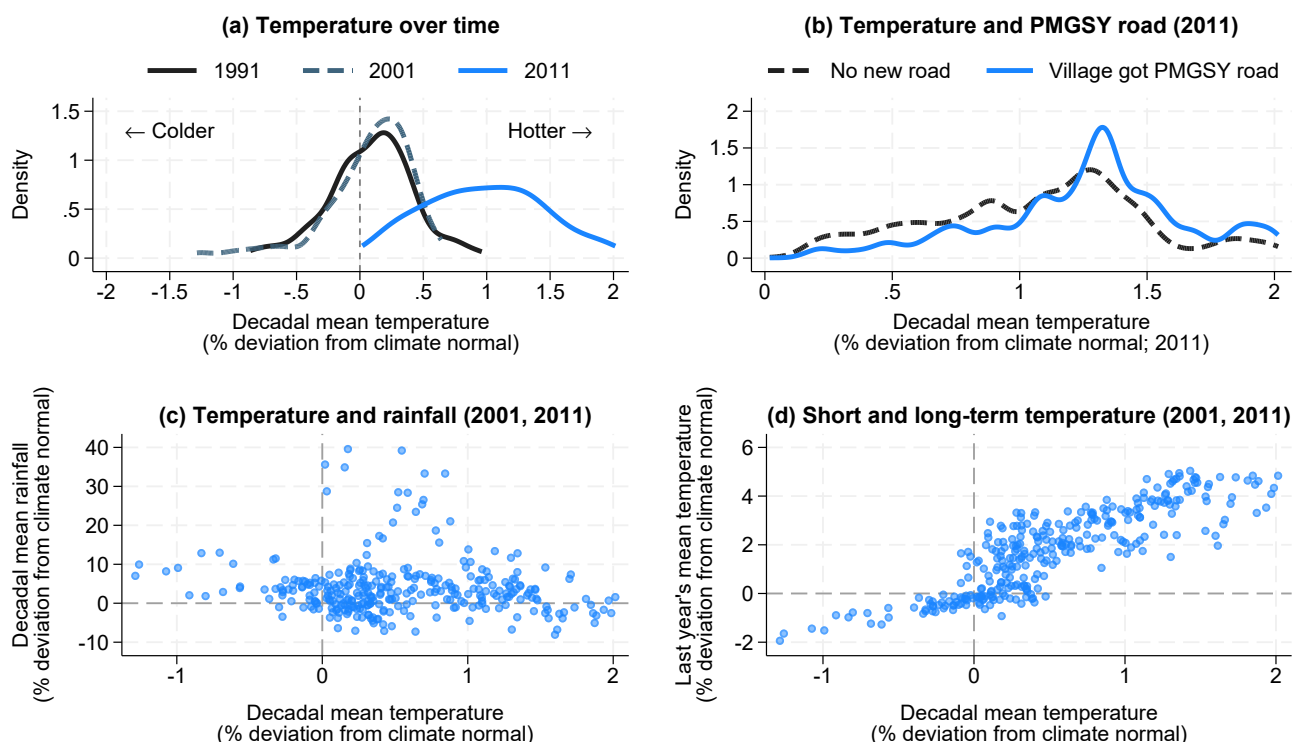 (a) Temperature over time
1991 2001 2011
1.5
1
.5
0
Density
← Colder
Hotter →
-2 -1.5 -1 -.5 0 .5 1 1.5 2
Decadal mean temperature
(% deviation from climate normal)
(b) Temperature and PMGSY road (2011)
No new road Village got PMGSY road
2
1.5
1
.5
0
Density
0 .5 1 1.5 2
Decadal mean temperature
(% deviation from climate normal; 2011)
(c) Temperature and rainfall (2001, 2011)
Decadal mean rainfall
(% deviation from climate normal)
40
30
20
10
0
-10
-1 0 1 2
Decadal mean temperature
(% deviation from climate normal)
(d) Short and long-term temperature (2001, 2011)
Last year's mean temperature
(% deviation from climate normal)
6
4
2
0
-2
-1 0 1 2
Decadal mean temperature
(% deviation from climate normal)